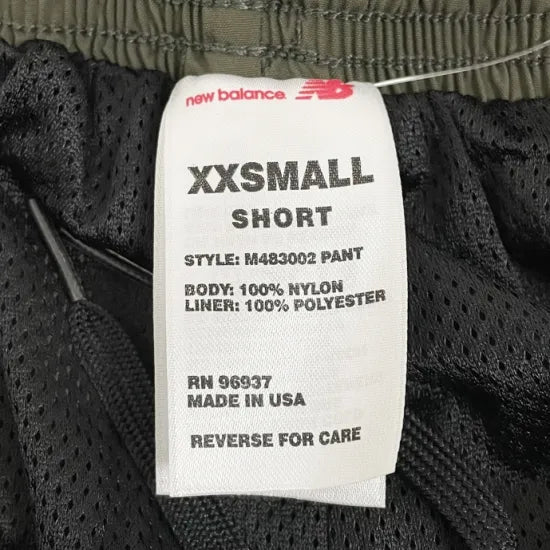 new balance NB
XXSMALL
SHORT
STYLE: M483002 PANT
BODY: 100% NYLON
LINER: 100% POLYESTER
RN 96937
MADE IN USA
REVERSE FOR CARE